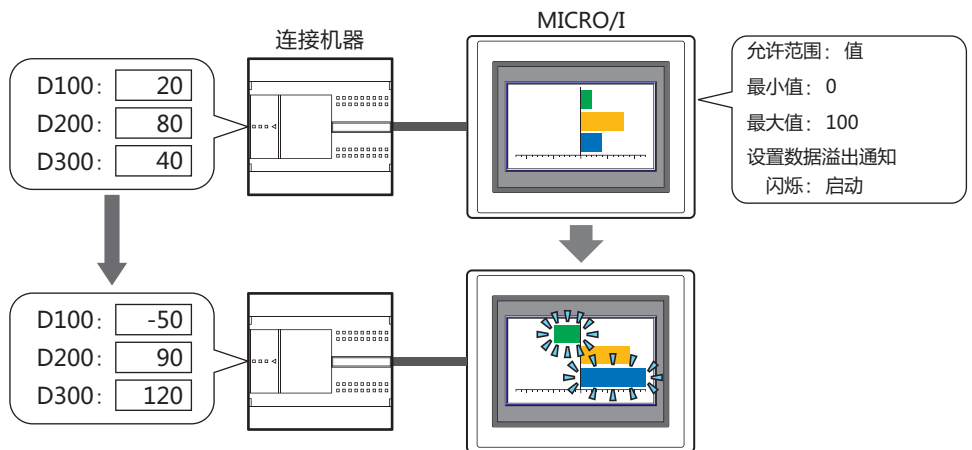 连接机器
MICRO/I
D100: 20
D200: 80
D300: 40
允许范围: 值
最小值: 0
最大值: 100
设置数据溢出通知
闪烁: 启动
D100: -50
D200: 90
D300: 120